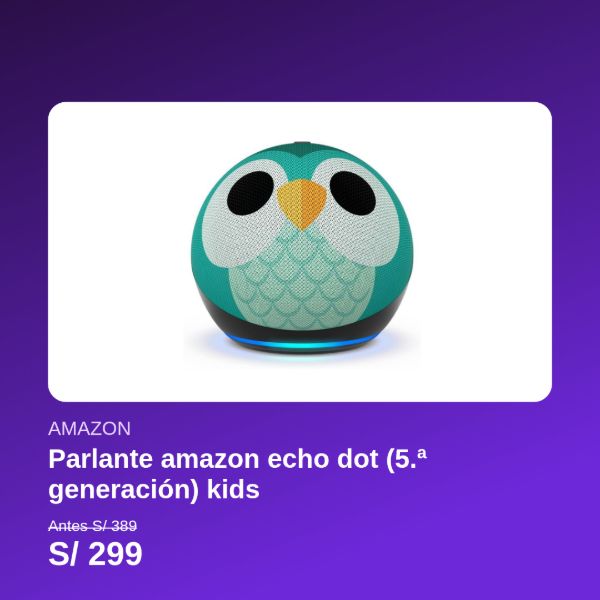 AMAZON
Parlante amazon echo dot (5.ª
generación) kids
Antes S/ 389
S/ 299